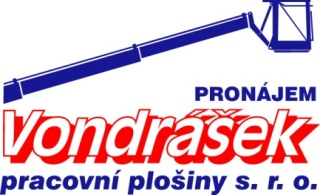 PRONÁJEM
Vondrášek
pracovní plošiny s. r. o.